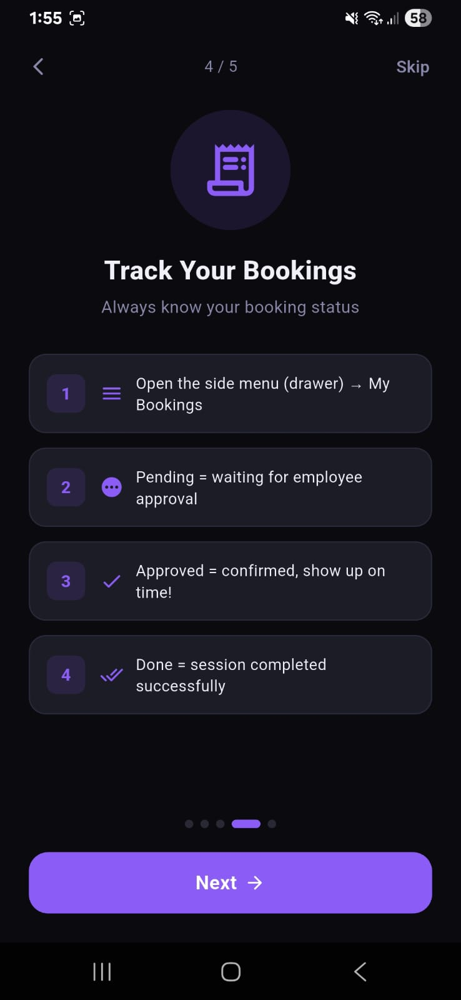 1:55
58
4 / 5
Skip
Track Your Bookings
Always know your booking status
1
Open the side menu (drawer) → My
Bookings
2
Pending = waiting for employee
approval
3
Approved = confirmed, show up on
time!
4
Done = session completed
successfully
Next →